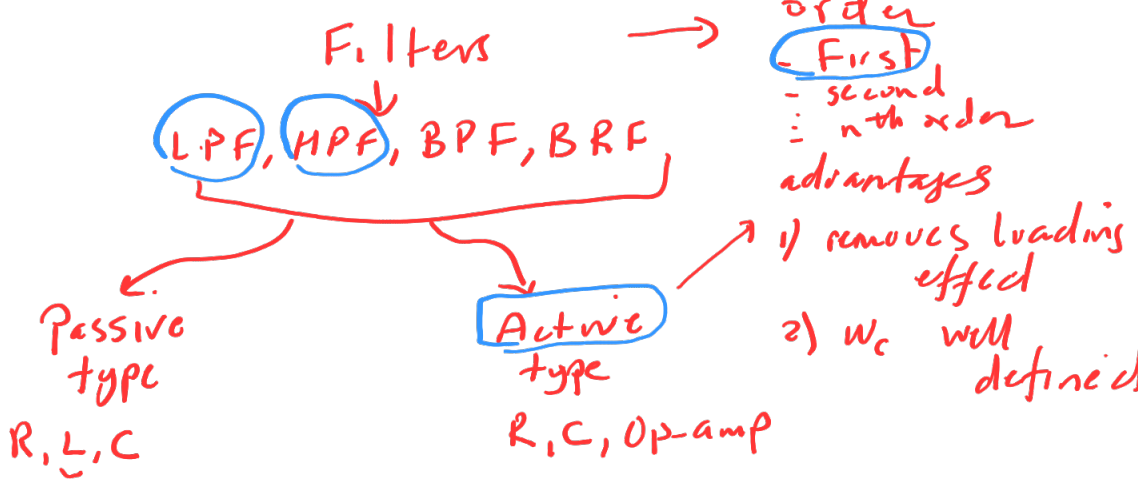 Filters
order
- First
- second
⋮ nth order
LPF, HPF, BPF, BRF,
advantages
1) removes loading
effect
2) Wc well
defined
Passive
type
R, L, C
Active
type
R, C, Op-amp